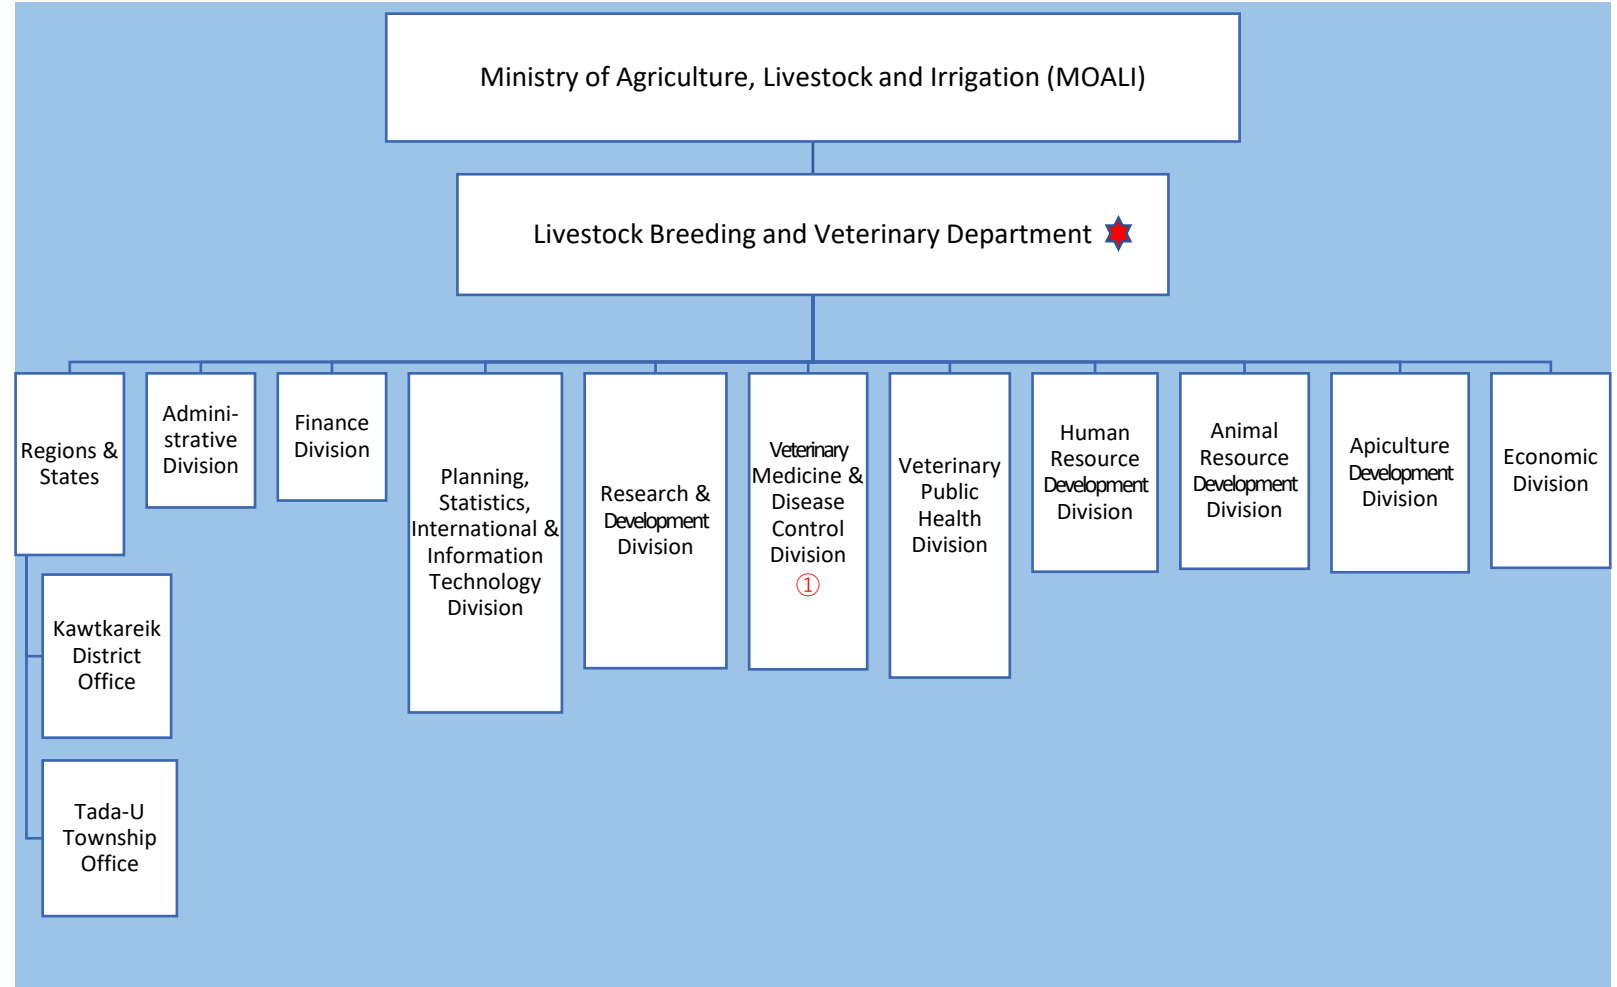 Ministry of Agriculture, Livestock and Irrigation (MOALI)
Livestock Breeding and Veterinary Department
Regions &
States
Admini-
strative
Division
Finance
Division
Planning,
Statistics,
International &
Information
Technology
Division
Research &
Development
Division
Veterinary
Medicine &
Disease
Control
Division
①
Veterinary
Public
Health
Division
Human
Resource
Development
Division
Animal
Resource
Development
Division
Apiculture
Development
Division
Economic
Division
Kawtkareik
District
Office
Tada-U
Township
Office